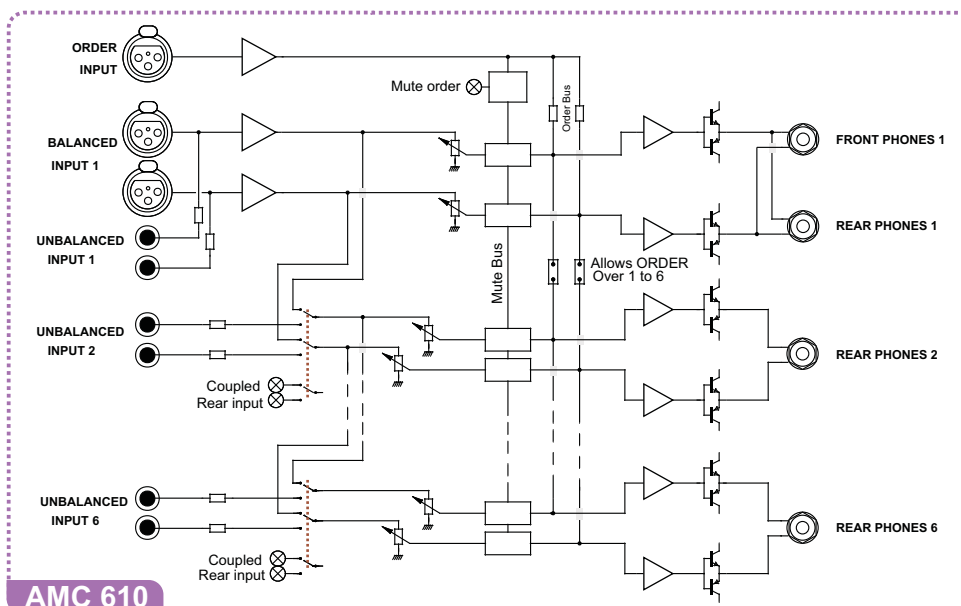 ORDER
INPUT
Mute order
Order Bus
BALANCED
INPUT 1
FRONT PHONES 1
UNBALANCED
INPUT 1
REAR PHONES 1
Mute Bus
Allows ORDER
Over 1 to 6
UNBALANCED
INPUT 2
REAR PHONES 2
Coupled
Rear input
UNBALANCED
INPUT 6
REAR PHONES 6
Coupled
Rear input
AMC 610